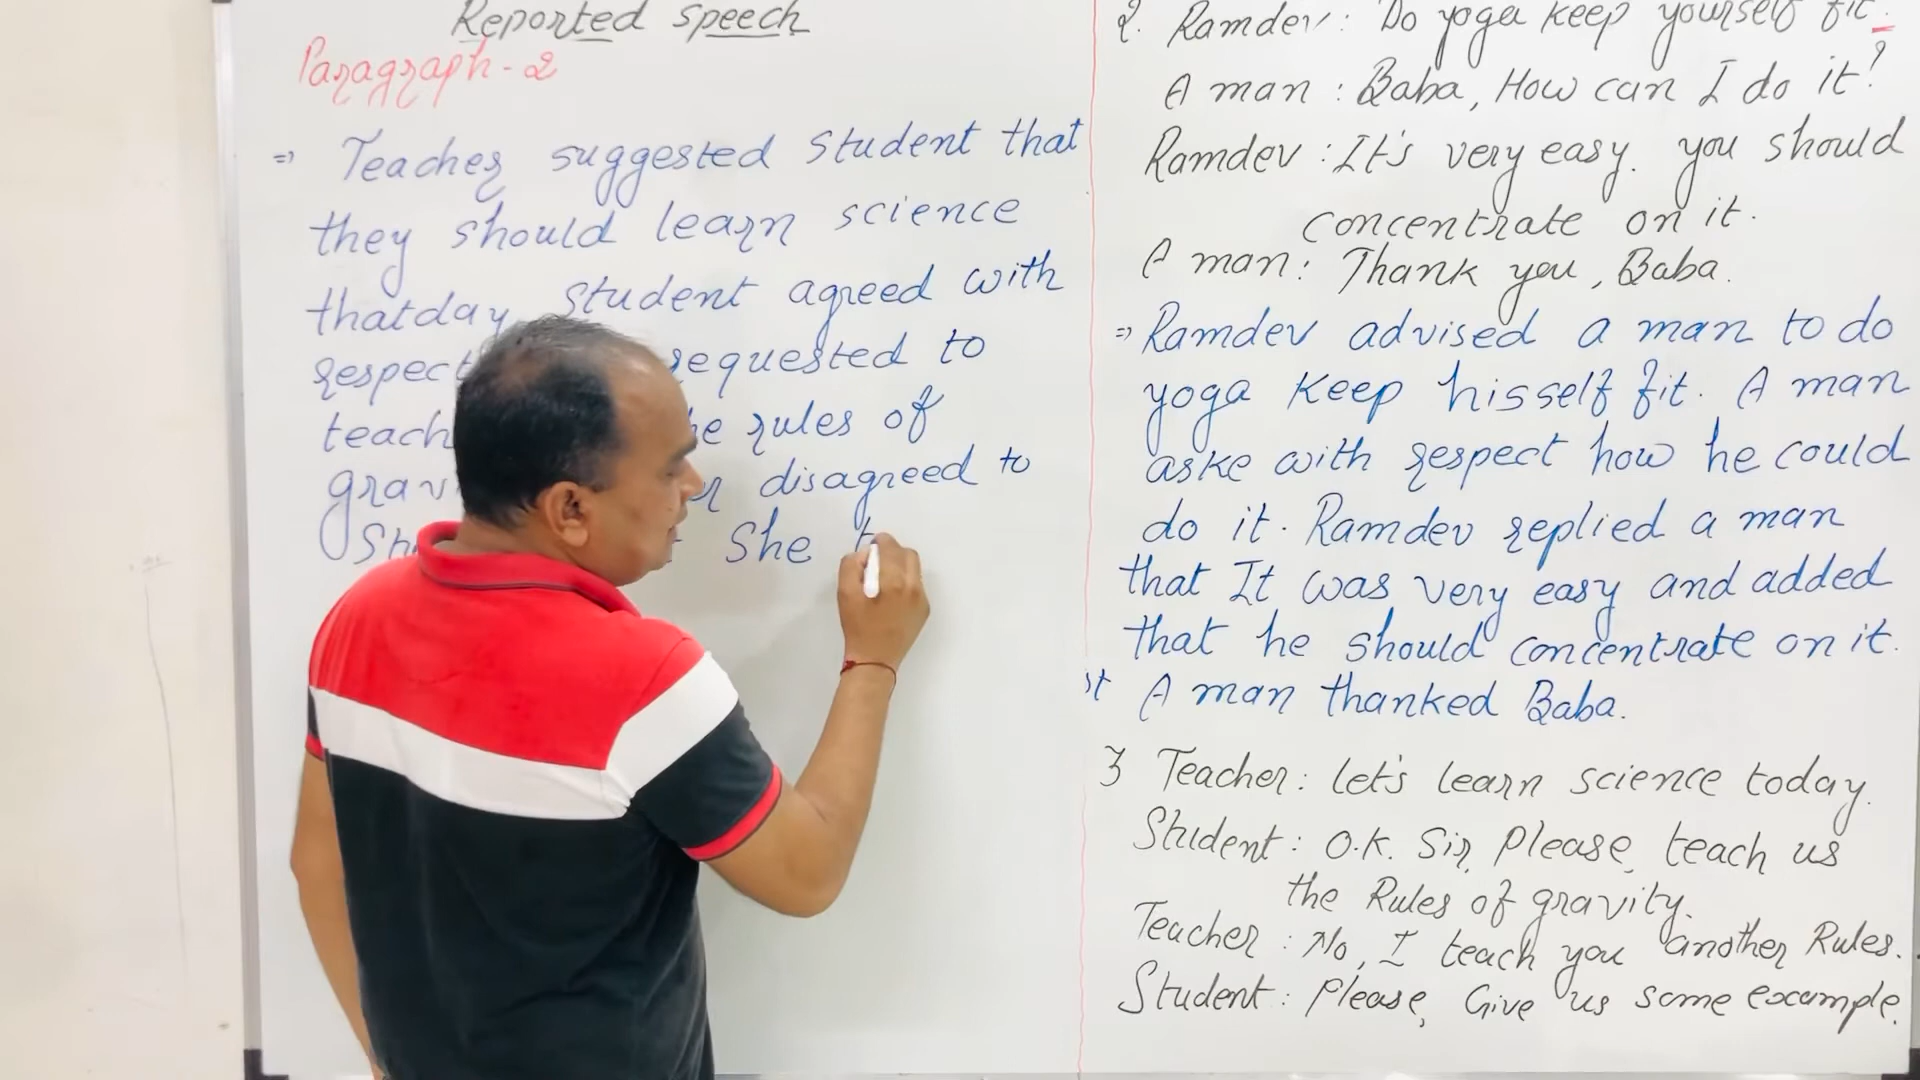 Reported speech
Paragraph-2
⇒ Teacher suggested student that
they should learn science
thatday. Student agreed with
respect requested to
teach rules of
disagreed to
She
2. Ramdev: Do yoga keep yourself fit.
A man: Baba, How can I do it?
Ramdev: It's very easy. you should
concentrate on it.
A man: Thank you, Baba.
⇒ Ramdev advised a man to do
yoga keep hisself fit. A man
aske with respect how he could
do it. Ramdev replied a man
that It was very easy and added
that he should concentrate on it.
A man thanked Baba.
3 Teacher: let's learn science today.
Student: O.K. Sir, Please, teach us
the Rules of gravity.
Teacher: No, I teach you another Rules.
Student: Please, Give us some example.